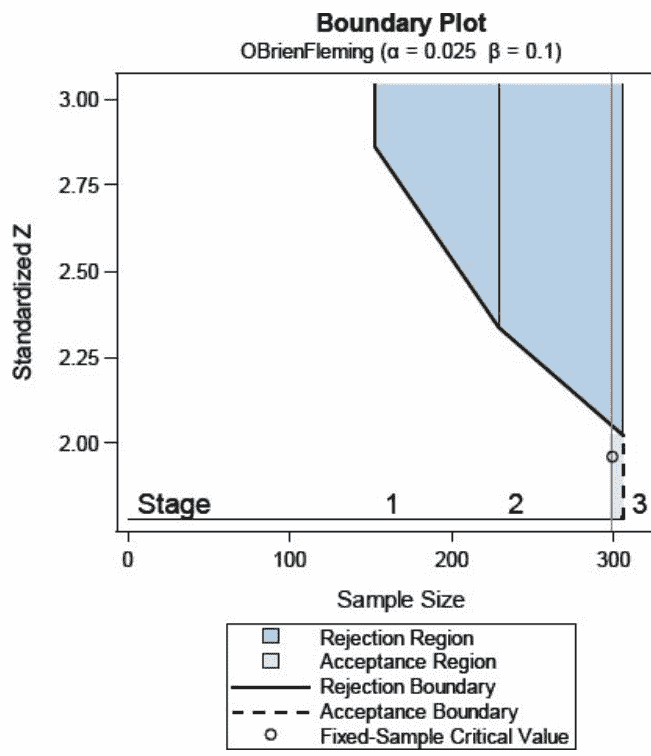 Boundary Plot
OBrienFleming (α = 0.025 β = 0.1)
Standardized Z
3.00
2.75
2.50
2.25
2.00
Stage 1 2 3
0 100 200 300
Sample Size
Rejection Region
Acceptance Region
Rejection Boundary
Acceptance Boundary
Fixed-Sample Critical Value